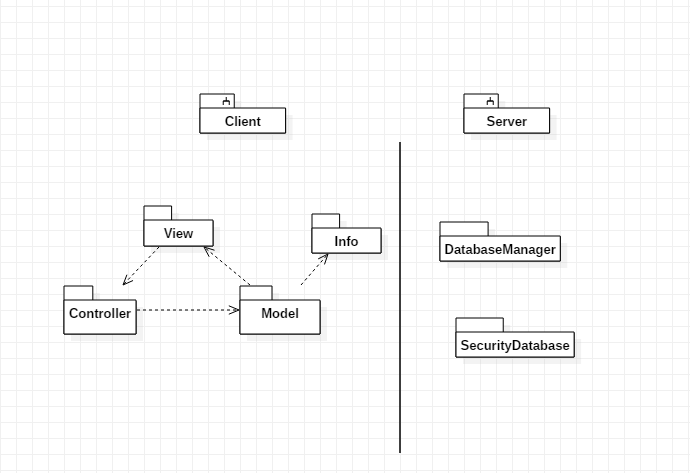 Client
Server
View
Info
DatabaseManager
Controller
Model
SecurityDatabase